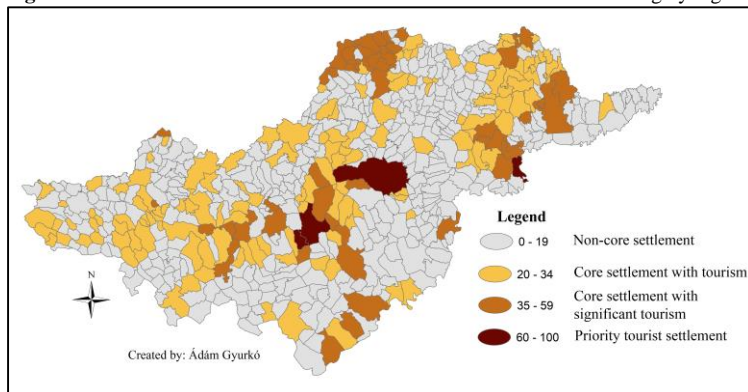 Legend
0 - 19 Non-core settlement
20 - 34 Core settlement with tourism
35 - 59 Core settlement with
significant tourism
60 - 100 Priority tourist settlement
N
Created by: Ádám Gyurkó